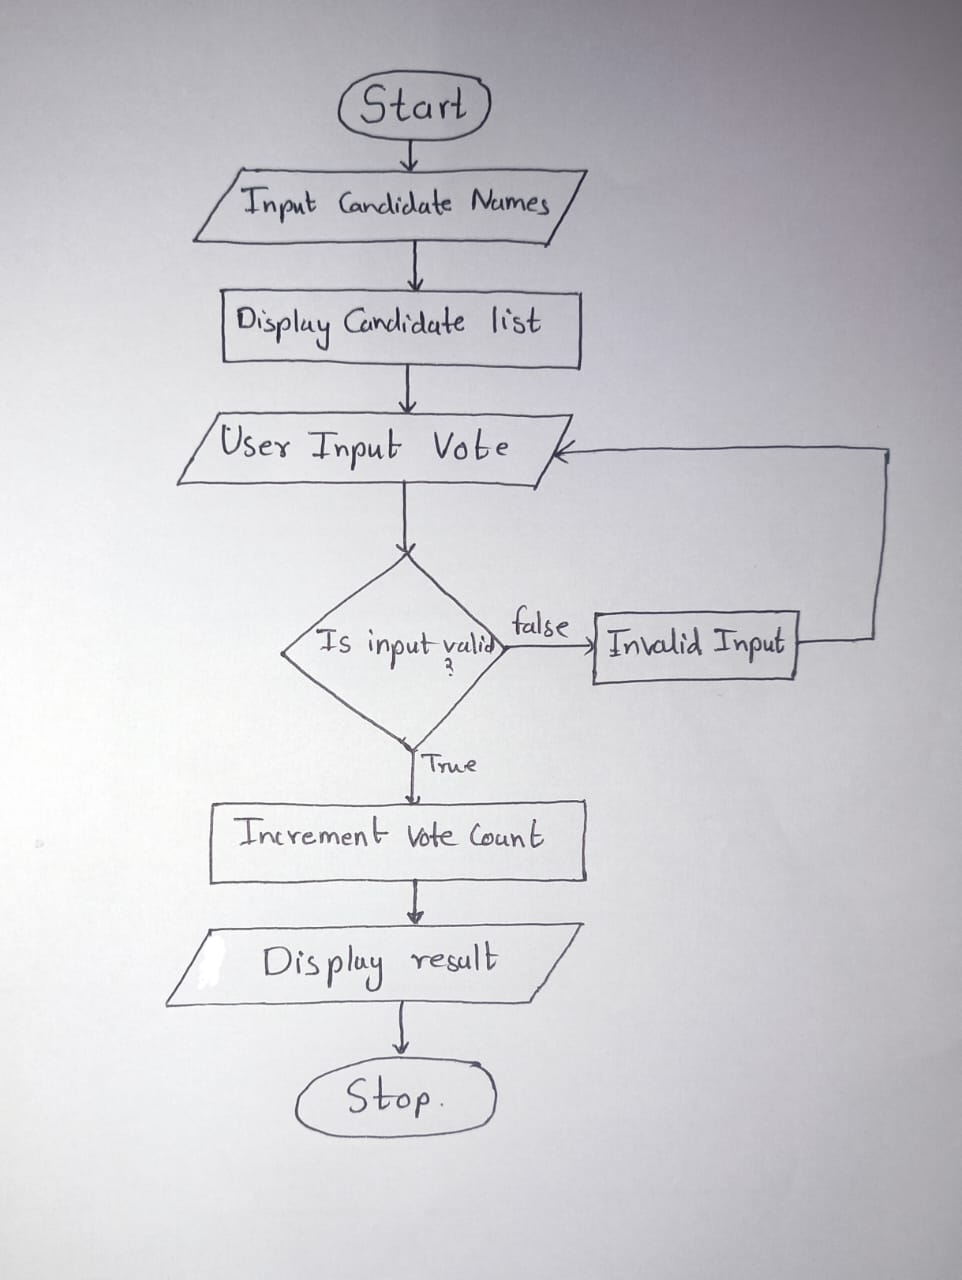 Start
Input Candidate Names
Display Candidate list
User Input Vote
Is input valid
?
false
Invalid Input
True
Increment Vote Count
Display result
Stop.